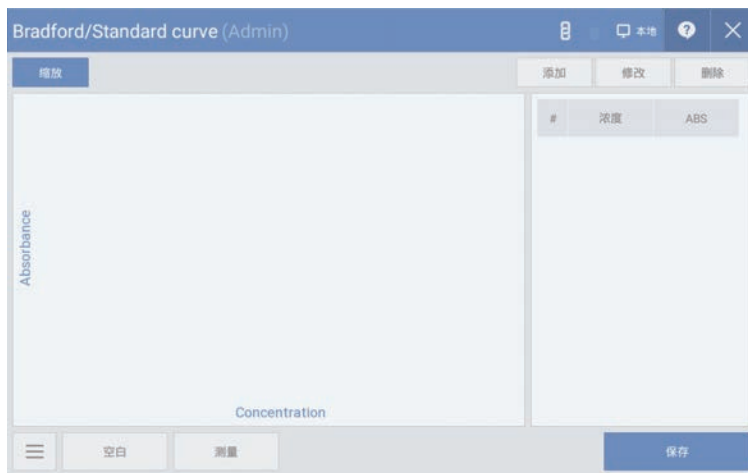 Bradford/Standard curve (Admin) 本地 ?
缩放 添加 修改 删除
# 浓度 ABS
Absorbance
Concentration
空白 测量 保存